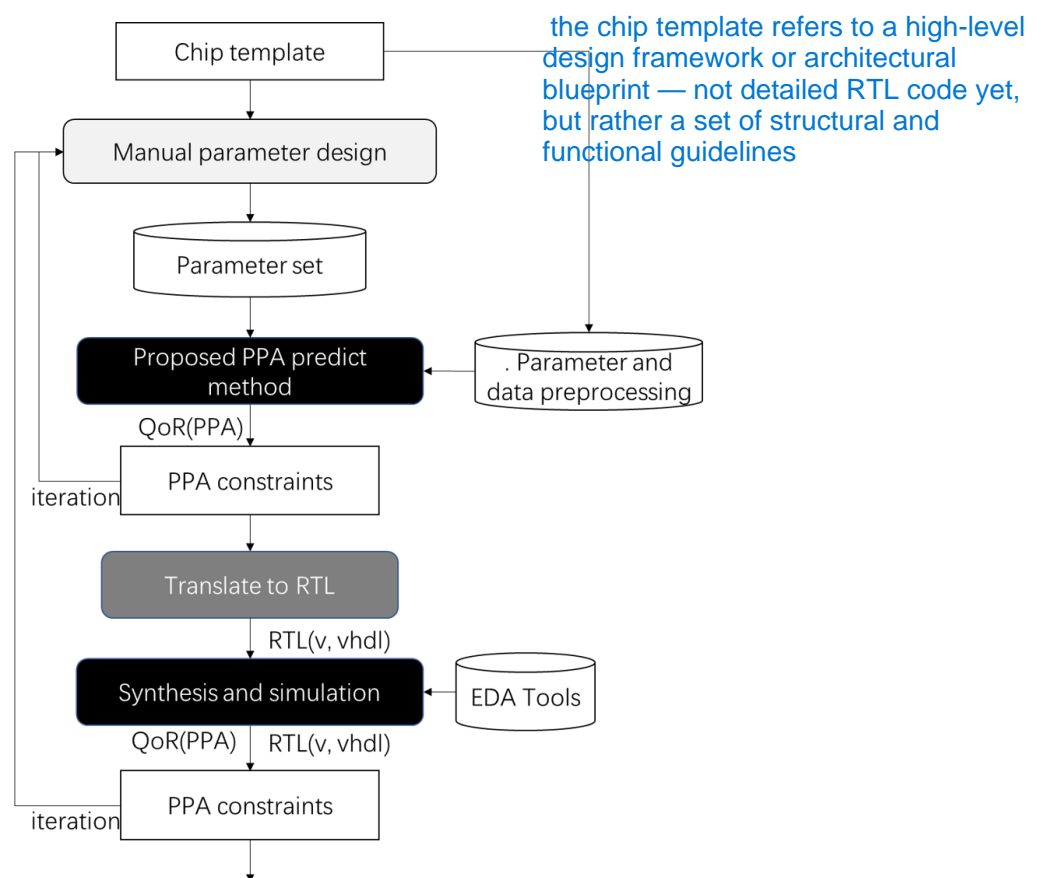 the chip template refers to a high-level
design framework or architectural
blueprint — not detailed RTL code yet,
but rather a set of structural and
functional guidelines
Chip template
Manual parameter design
Parameter set
Proposed PPA predict
method
. Parameter and
data preprocessing
QoR(PPA)
PPA constraints
iteration
Translate to RTL
RTL(v, vhdl)
Synthesis and simulation
EDA Tools
QoR(PPA)
RTL(v, vhdl)
PPA constraints
iteration